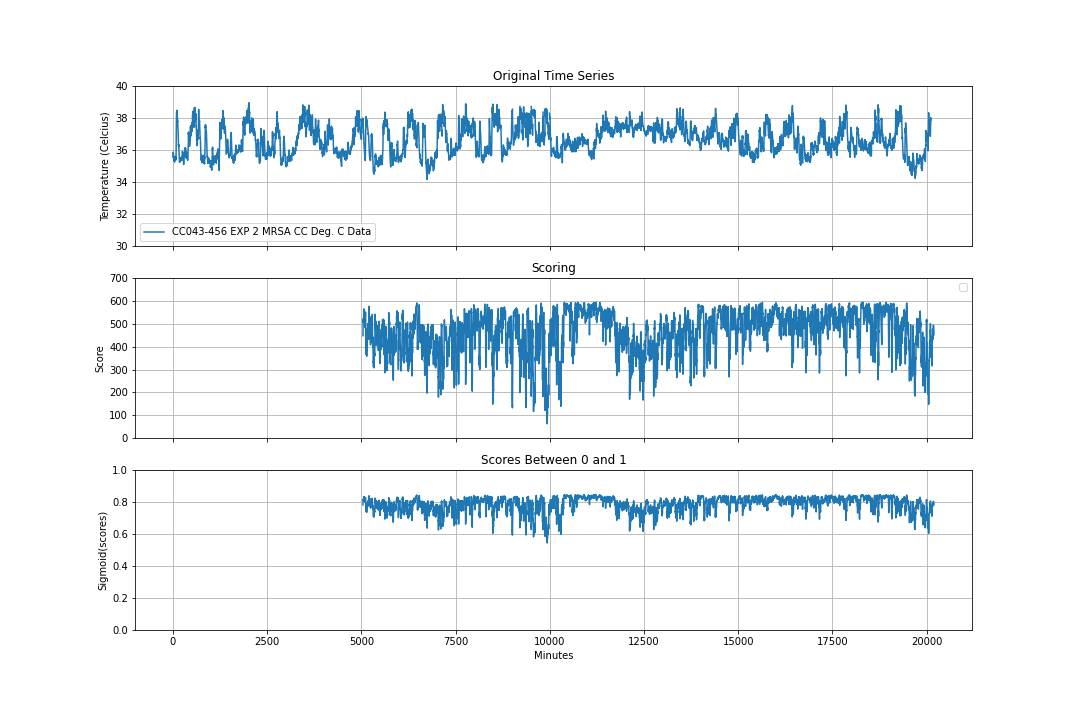 Original Time Series
40
38
36
34
32
30
Temperature (Celcius)
CC043-456 EXP 2 MRSA CC Deg. C Data
Scoring
700
600
500
400
300
200
100
0
Score
Scores Between 0 and 1
1.0
0.8
0.6
0.4
0.2
0.0
Sigmoid(scores)
0 2500 5000 7500 10000 12500 15000 17500 20000
Minutes